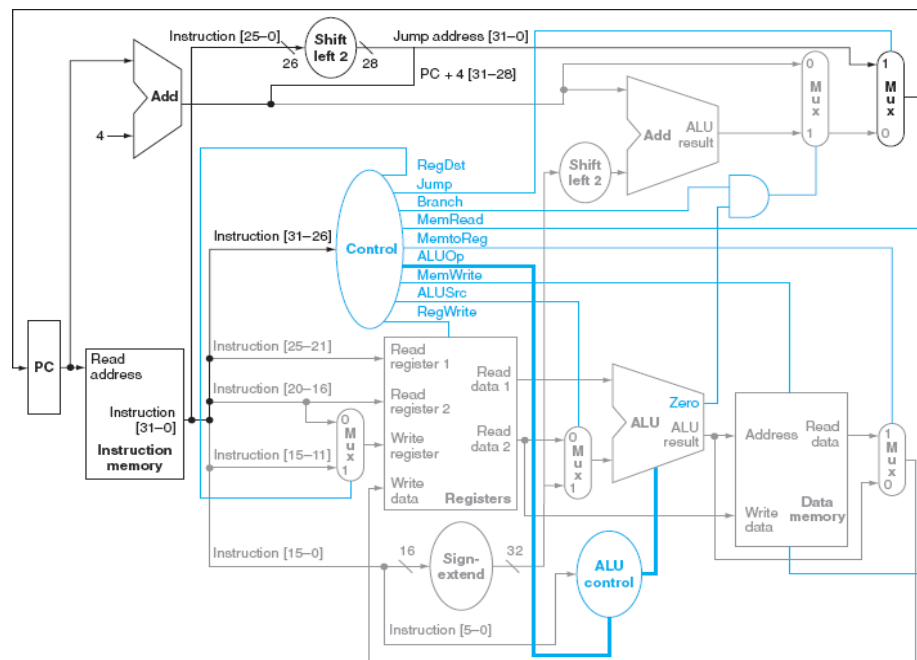 Instruction [25–0]
26
Shift
left 2
28
Jump address [31–0]
PC + 4 [31–28]
Add
4
0
M
u
x
1
1
M
u
x
0
Add
ALU
result
Shift
left 2
RegDst
Jump
Branch
MemRead
MemtoReg
ALUOp
MemWrite
ALUSrc
RegWrite
Instruction [31–26]
Control
PC
Read
address
Instruction
[31–0]
Instruction
memory
Instruction [25–21]
Instruction [20–16]
Instruction [15–11]
0
M
u
x
1
Read
register 1
Read
register 2
Write
register
Write
data
Read
data 1
Read
data 2
Registers
0
M
u
x
1
Zero
ALU
ALU
result
Address
Read
data
Write
data
Data
memory
1
M
u
x
0
Instruction [15–0]
16
Sign-
extend
32
ALU
control
Instruction [5–0]